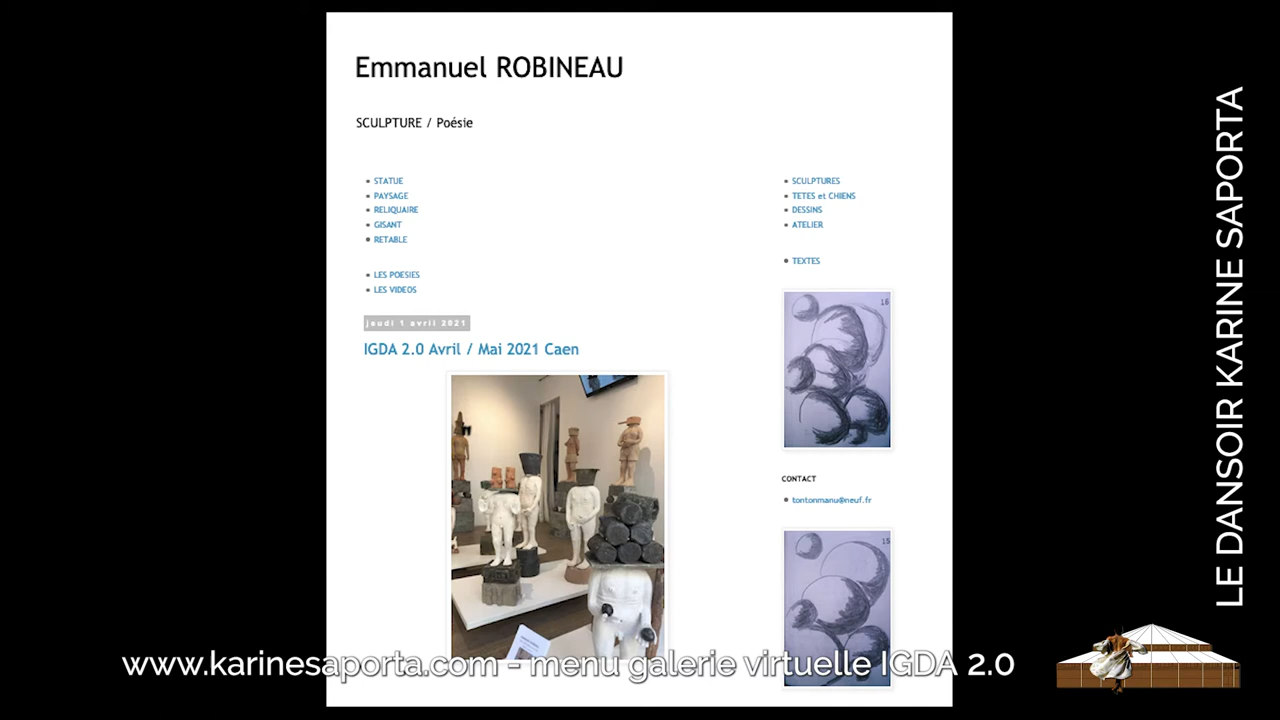 Emmanuel ROBINEAU
SCULPTURE / Poésie
STATUE
PAYSAGE
RELIQUAIRE
GISANT
RETABLE
LES POESIES
LES VIDEOS
jeudi 1 avril 2021
IGDA 2.0 Avril / Mai 2021 Caen
SCULPTURES
TETES et CHIENS
DESSINS
ATELIER
TEXTES
16
CONTACT
tontonmanu@neuf.fr
15
www.karinesaporta.com - menu galerie virtuelle IGDA 2.0
LE DANSOIR KARINE SAPORTA